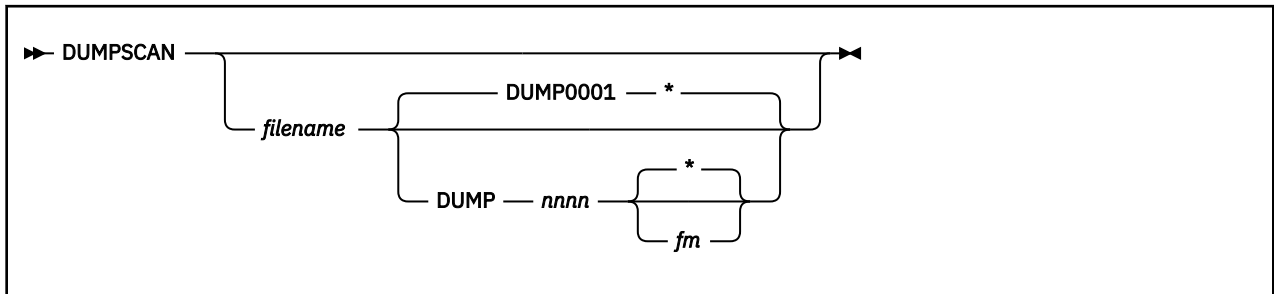 DUMPSCAN
DUMP0001 *
filename
*
DUMP nnnn
fm